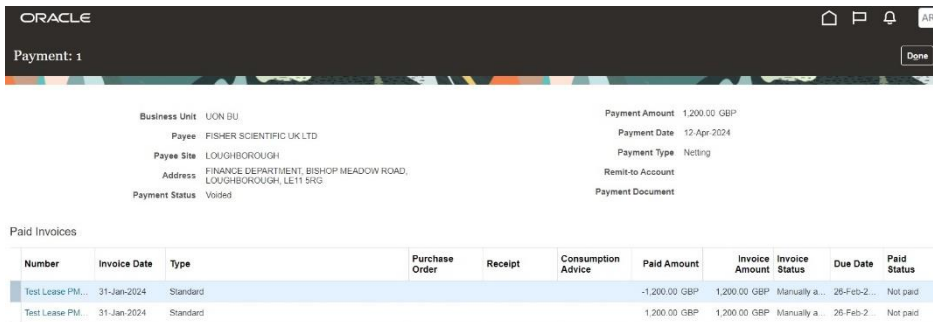 ORACLE
AR
Payment: 1
Done
Business Unit UON BU
Payee FISHER SCIENTIFIC UK LTD
Payee Site LOUGHBOROUGH
Address FINANCE DEPARTMENT, BISHOP MEADOW ROAD,
LOUGHBOROUGH, LE11 5RG
Payment Status Voided
Payment Amount 1,200.00 GBP
Payment Date 12-Apr-2024
Payment Type Netting
Remit-to Account
Payment Document
Paid Invoices
Number Invoice Date Type Purchase Order Receipt Consumption Advice Paid Amount Invoice Amount Invoice Status Due Date Paid Status
Test Lease PM... 31-Jan-2024 Standard -1,200.00 GBP 1,200.00 GBP Manually a... 26-Feb-2... Not paid
Test Lease PM... 31-Jan-2024 Standard 1,200.00 GBP 1,200.00 GBP Manually a... 26-Feb-2... Not paid